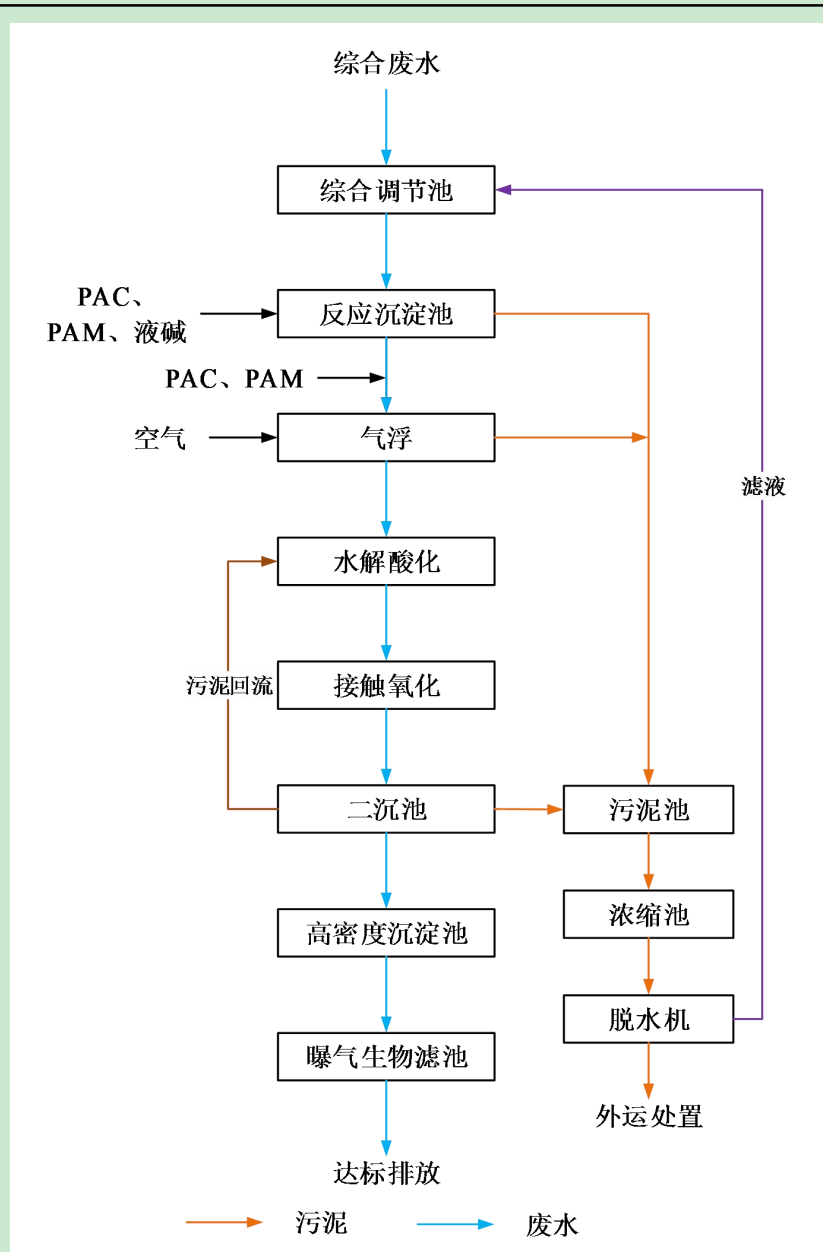 综合废水
综合调节池
PAC、
PAM、液碱
反应沉淀池
PAC、PAM
空气
气浮
滤液
水解酸化
污泥回流
接触氧化
二沉池
污泥池
高密度沉淀池
浓缩池
曝气生物滤池
脱水机
外运处置
达标排放
污泥
废水